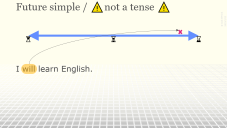 Future simple / ⚠ not a tense ⚠
I will learn English.